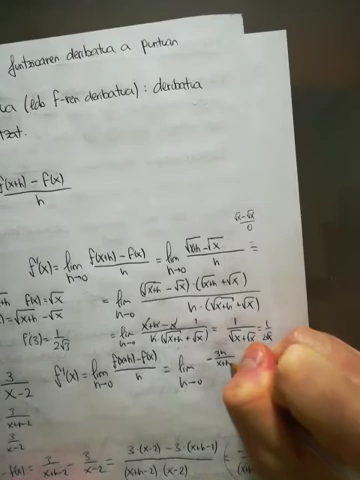 funtzioaren deribatua a puntuan
(edo f-ren deribatua): deribatua
f(x+h) - f(x) / h
√x-√x / 0
f'(x) = lim h→0 f(x+h) - f(x) / h = lim h→0 √x+h - √x / h =
f(x) = √x = lim h→0 (√x+h - √x) · (√x+h + √x) / h · (√x+h + √x)
= √x+h - √x
f'(3) = 1 / 2√3 = lim h→ x+h - x / h · (√x+h + √x) = 1 / √x+√x = 1 / 2√x
3 / x-2 f'(x) = lim h→0 f(x+h) - f(x) / h = lim h→0 -3h
3 / x+h-2
3 / x-2
- f(x) = 3 / x+h-2 - 3 / x-2 = 3·(x-2) - 3·(x+h-2) / (x+h-2)·(x-2) =